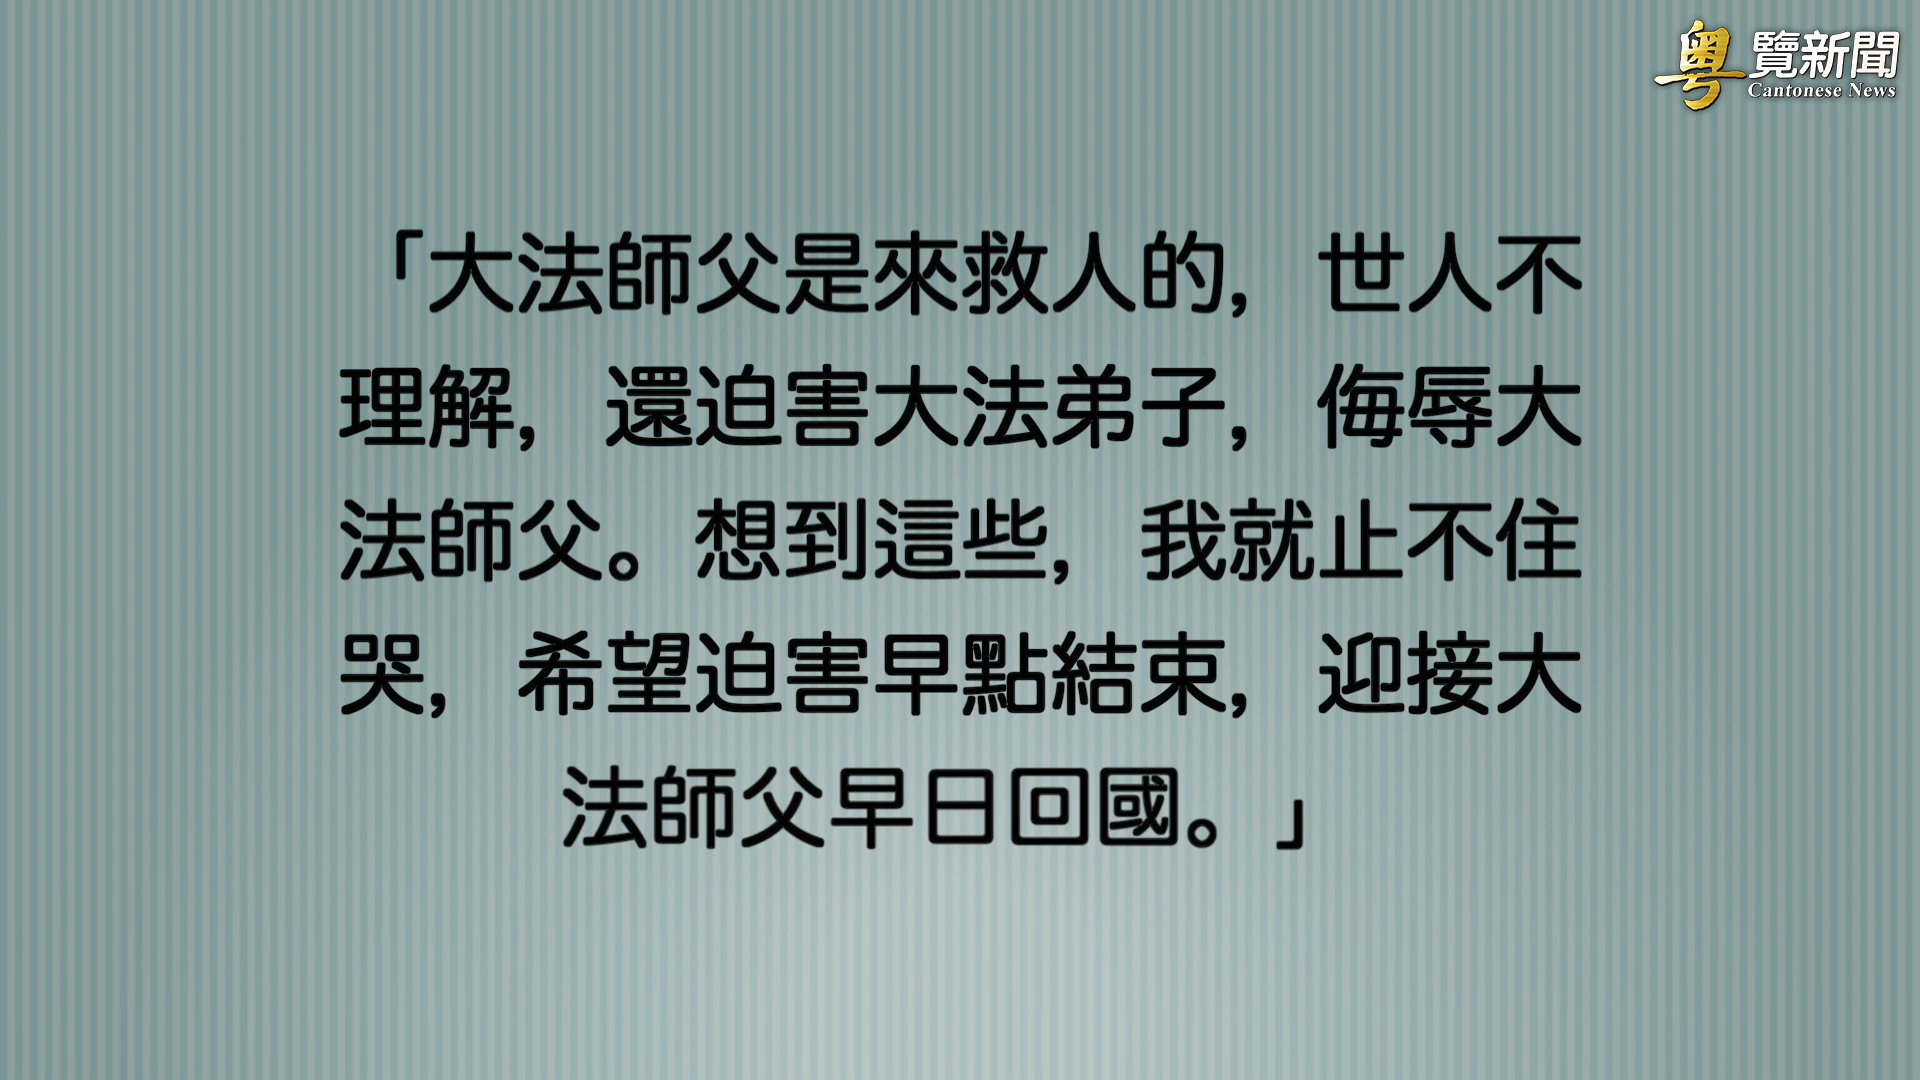 粵覽新聞
Cantonese News
「大法師父是來救人的，世人不
理解，還迫害大法弟子，侮辱大
法師父。想到這些，我就止不住
哭，希望迫害早點結束，迎接大
法師父早日回國。」